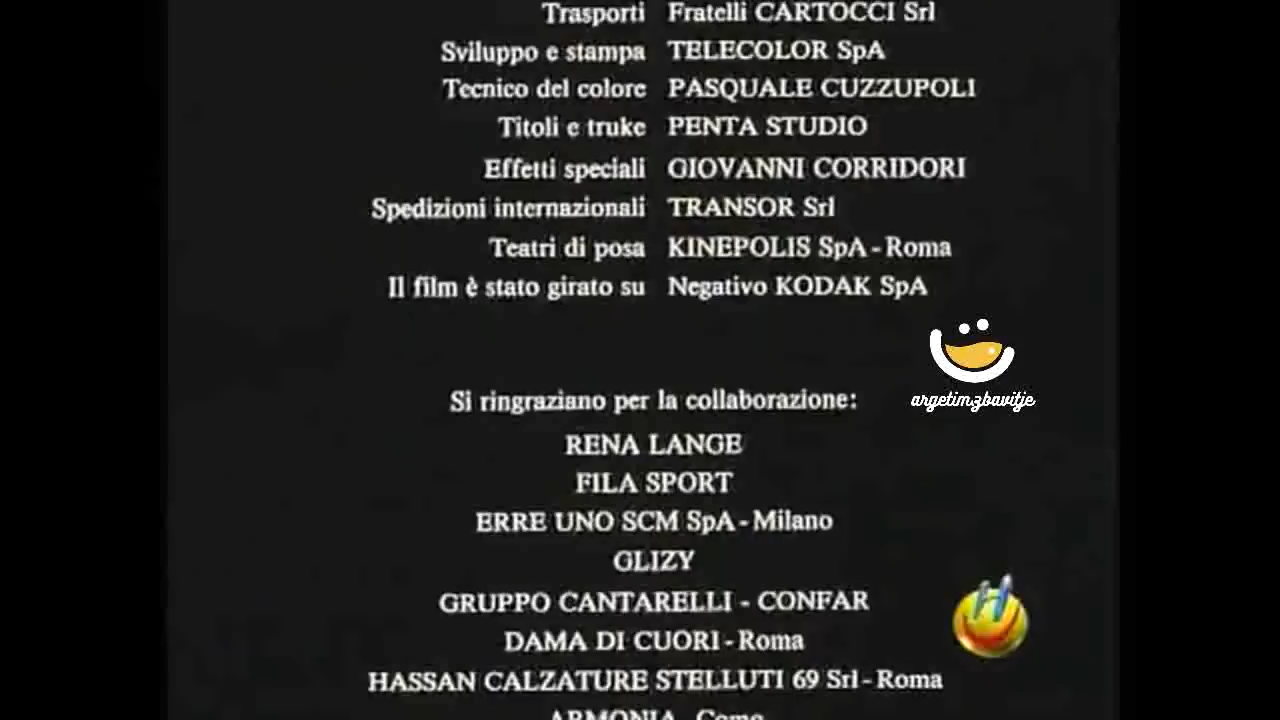 Trasporti Fratelli CARTOCCI Srl
Sviluppo e stampa TELECOLOR SpA
Tecnico del colore PASQUALE CUZZUPOLI
Titoli e truke PENTA STUDIO
Effetti speciali GIOVANNI CORRIDORI
Spedizioni internazionali TRANSOR Srl
Teatri di posa KINEPOLIS SpA - Roma
Il film è stato girato su Negativo KODAK SpA
argetim3bavitje
Si ringraziano per la collaborazione:
RENA LANGE
FILA SPORT
ERRE UNO SCM SpA - Milano
GLIZY
GRUPPO CANTARELLI - CONFAR
DAMA DI CUORI - Roma
HASSAN CALZATURE STELLUTI 69 Srl - Roma
ARMONIA - Como